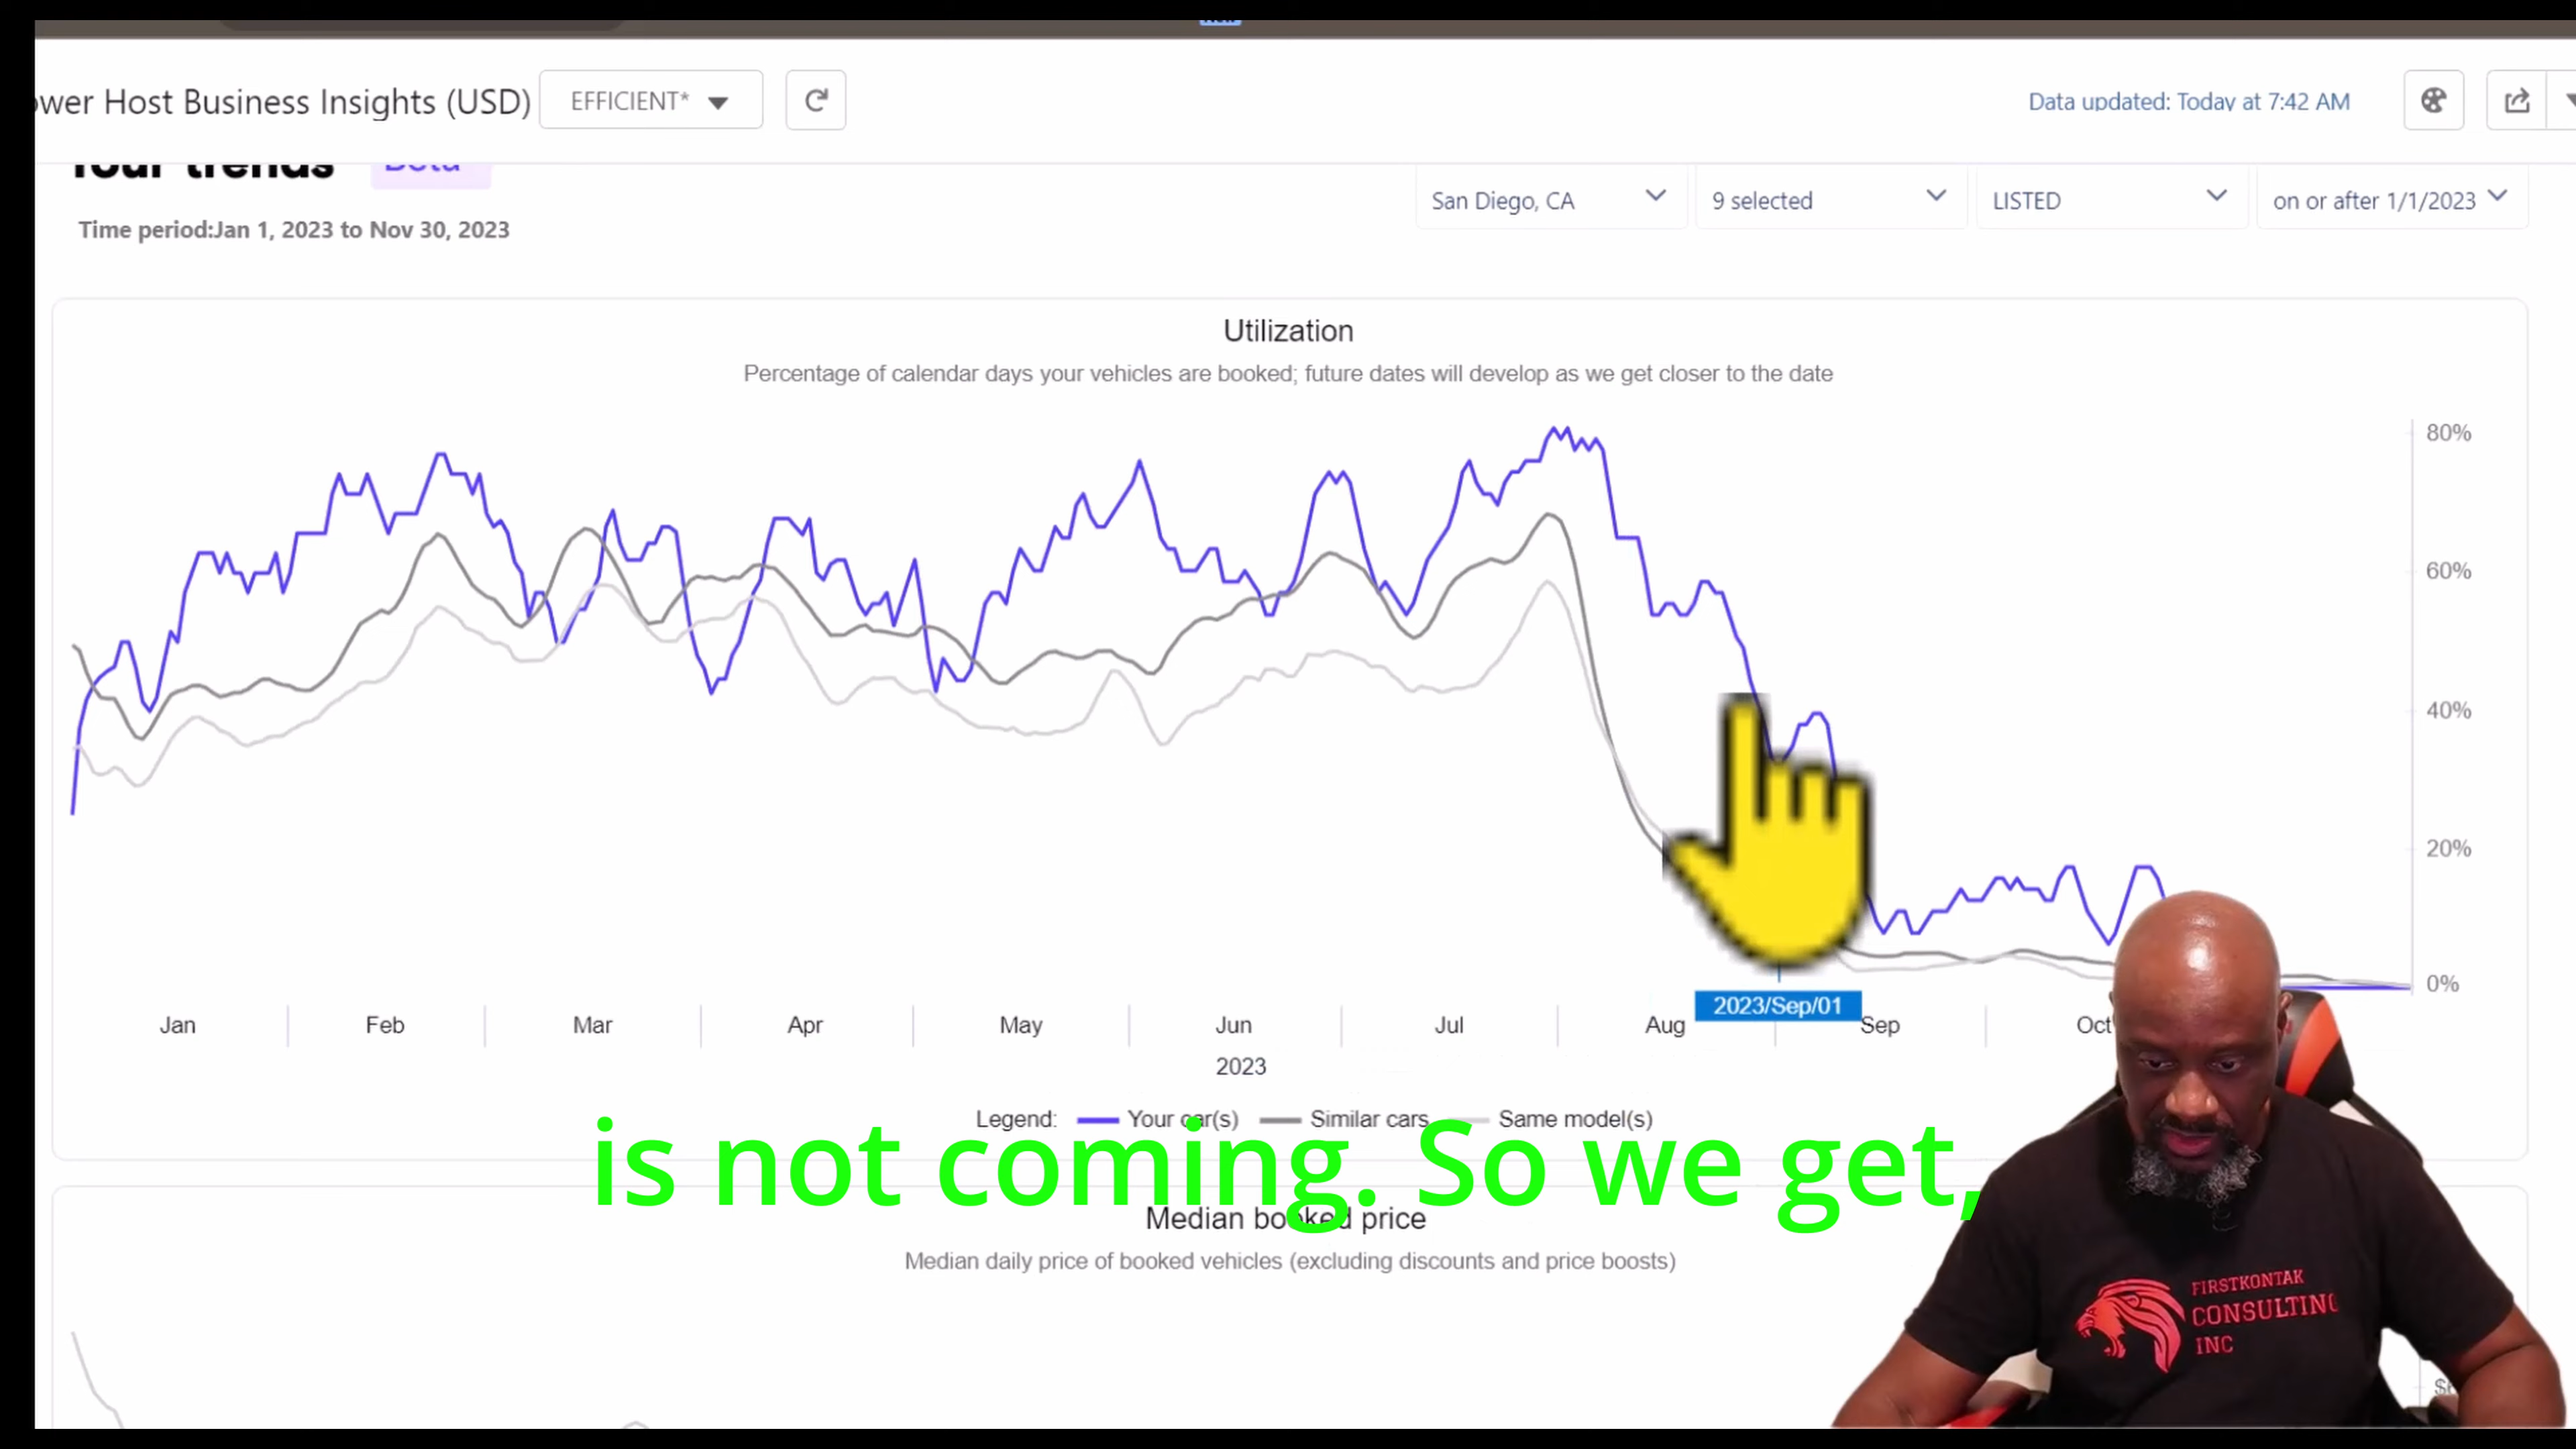 ower Host Business Insights (USD)
EFFICIENT*
Data updated: Today at 7:42 AM
Your trends
Beta
San Diego, CA
9 selected
LISTED
on or after 1/1/2023
Time period:Jan 1, 2023 to Nov 30, 2023
Utilization
Percentage of calendar days your vehicles are booked; future dates will develop as we get closer to the date
80%
60%
40%
20%
0%
2023/Sep/01
Jan
Feb
Mar
Apr
May
Jun
Jul
Aug
Sep
Oct
2023
Legend:
Your car(s)
Similar cars
Same model(s)
is not coming. So we get,
Median booked price
Median daily price of booked vehicles (excluding discounts and price boosts)
FIRSTKONTAK
CONSULTING
INC